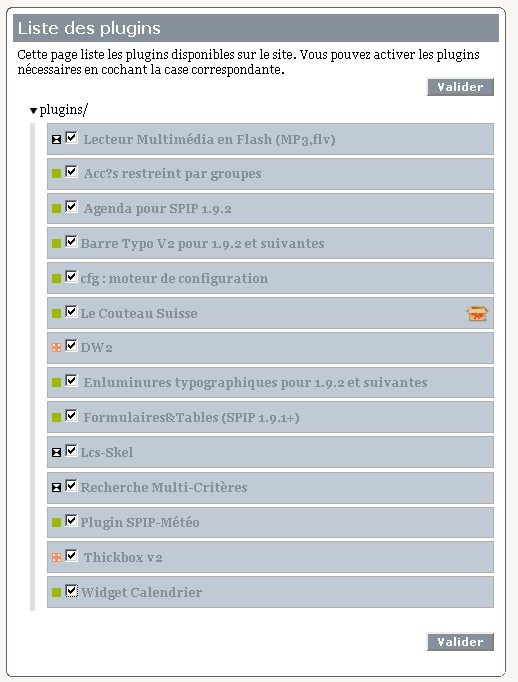 Liste des plugins
Cette page liste les plugins disponibles sur le site. Vous pouvez activer les plugins
nécessaires en cochant la case correspondante.
Valider
plugins/
Lecteur Multimédia en Flash (MP3,flv)
Acc?s restreint par groupes
Agenda pour SPIP 1.9.2
Barre Typo V2 pour 1.9.2 et suivantes
cfg : moteur de configuration
Le Couteau Suisse
DW2
Enluminures typographiques pour 1.9.2 et suivantes
Formulaires&Tables (SPIP 1.9.1+)
Lcs-Skel
Recherche Multi-Critères
Plugin SPIP-Météo
Thickbox v2
Widget Calendrier
Valider